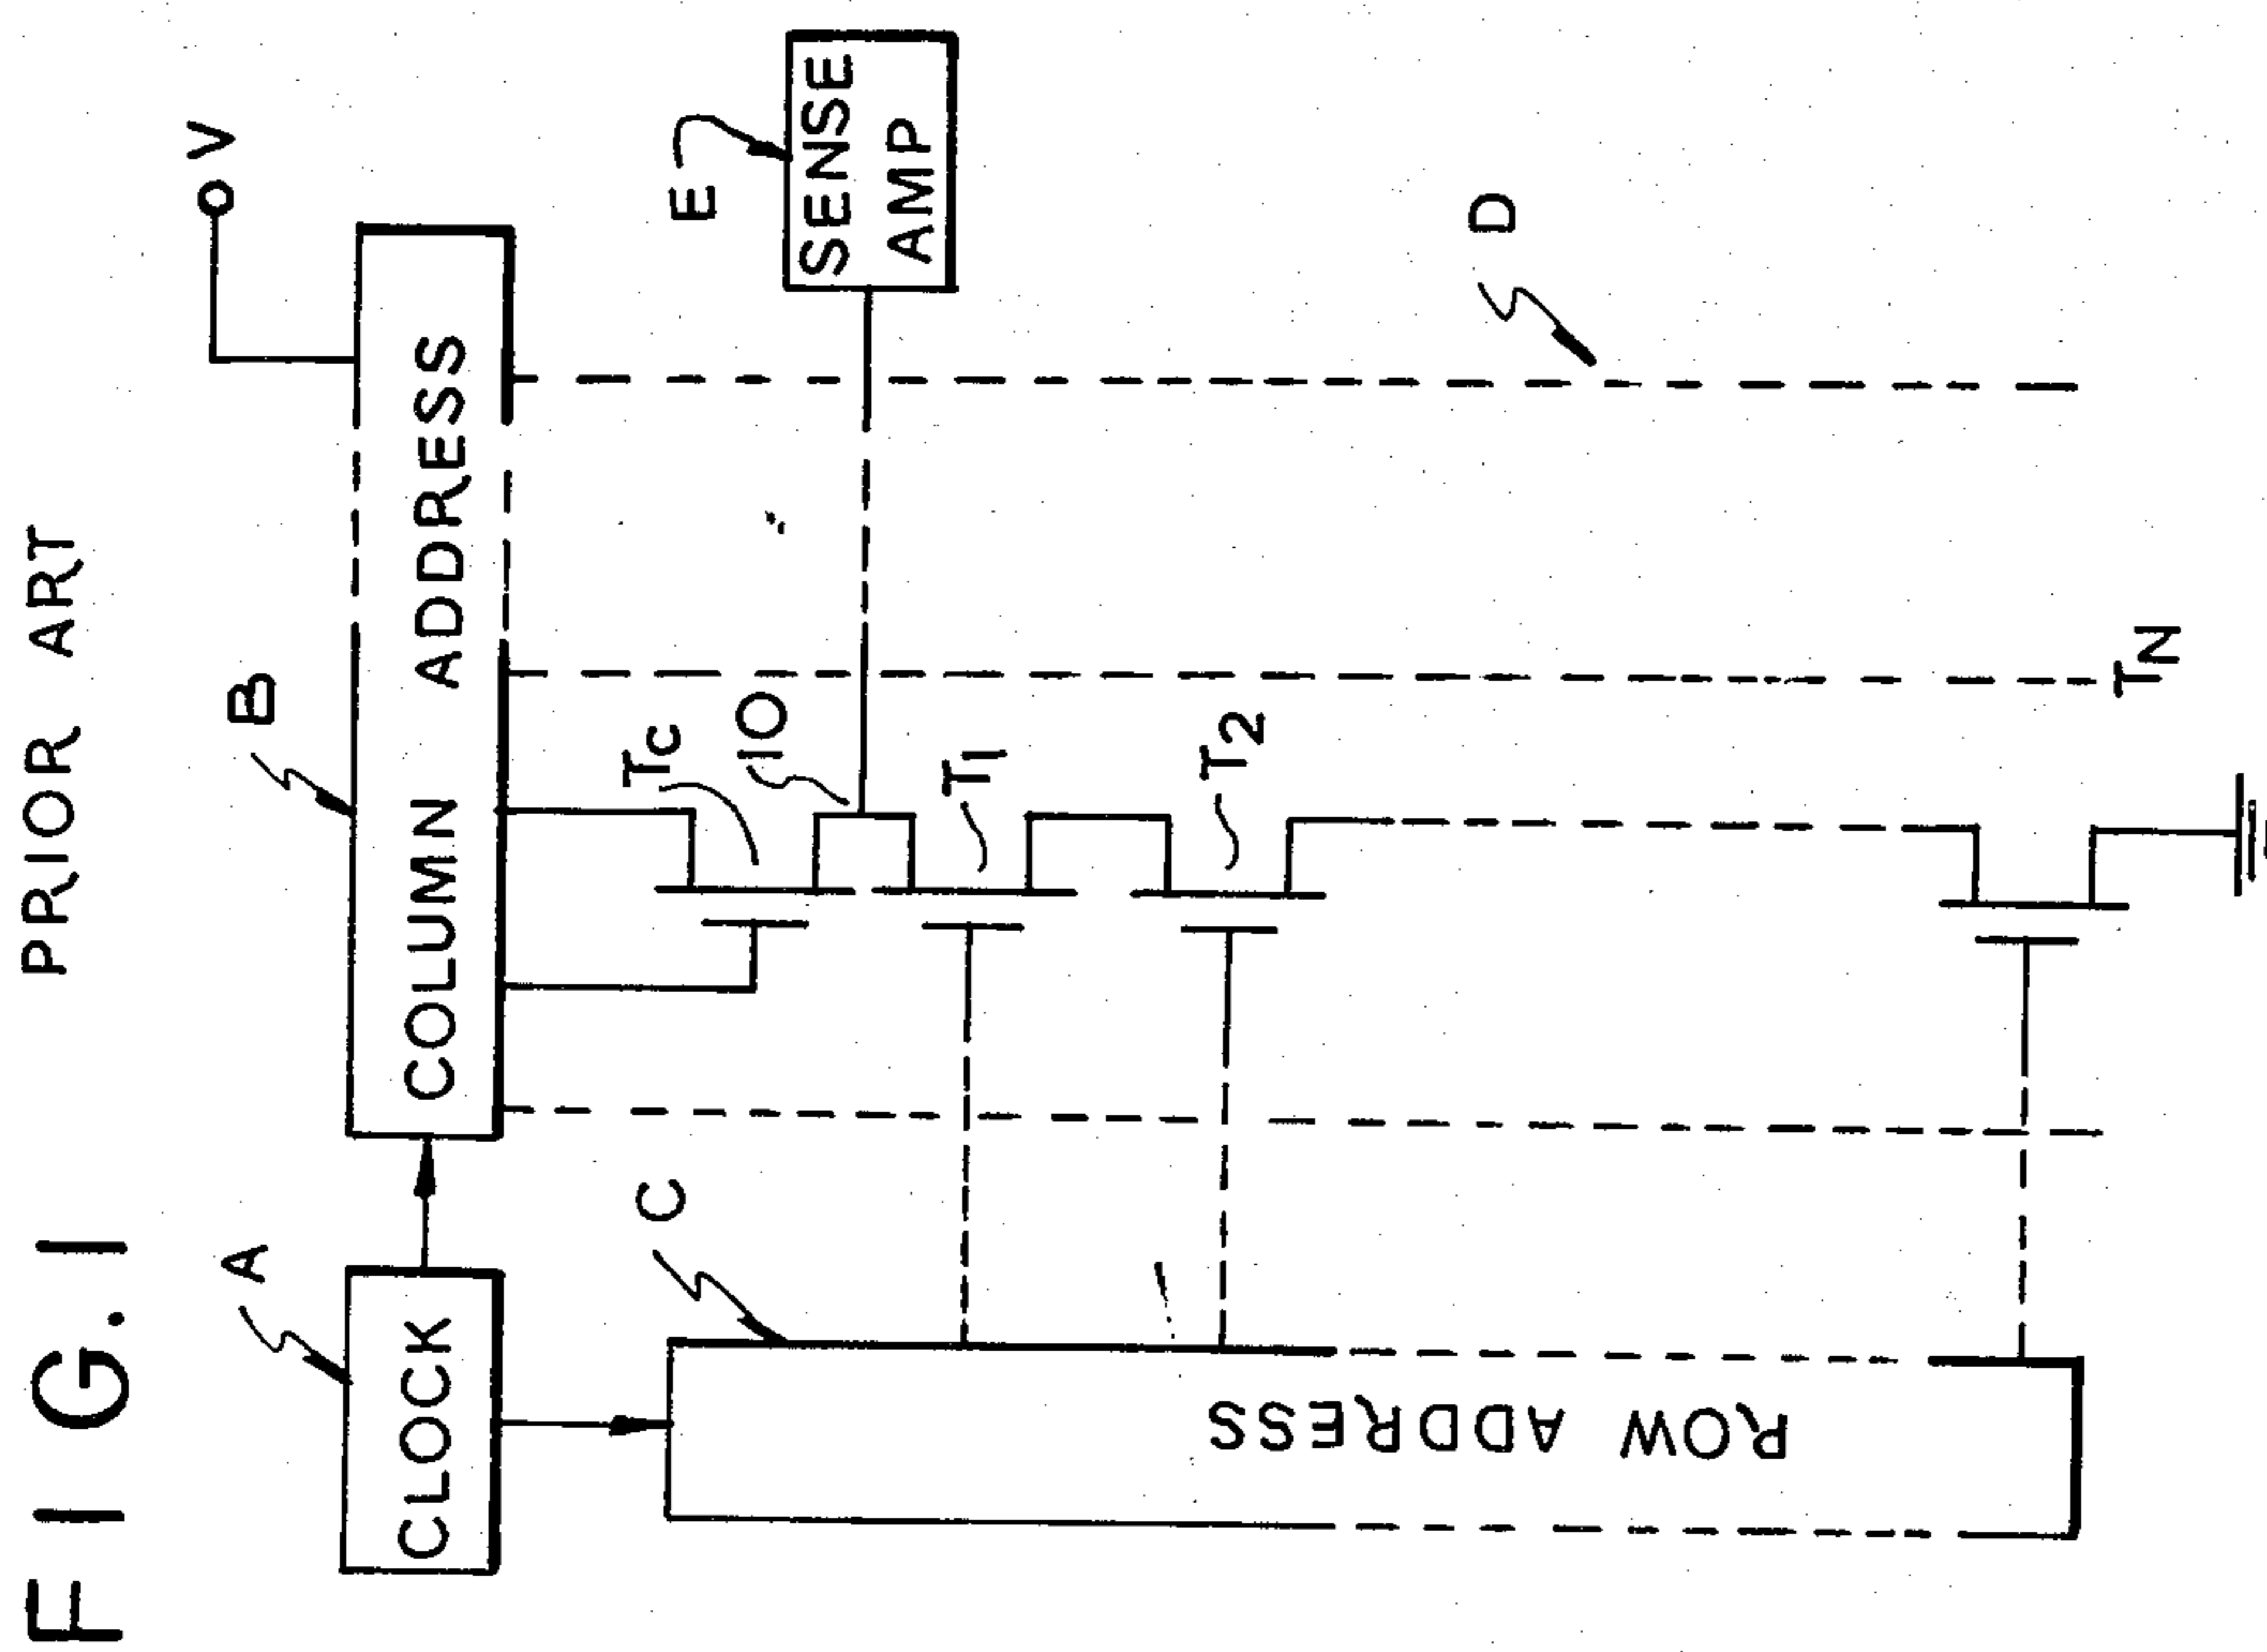 FIG. 1 PRIOR ART
A
B
V
CLOCK
COLUMN ADDRESS
C
Tc
10
E
SENSE
AMP
T1
T2
D
ROW ADDRESS
TN